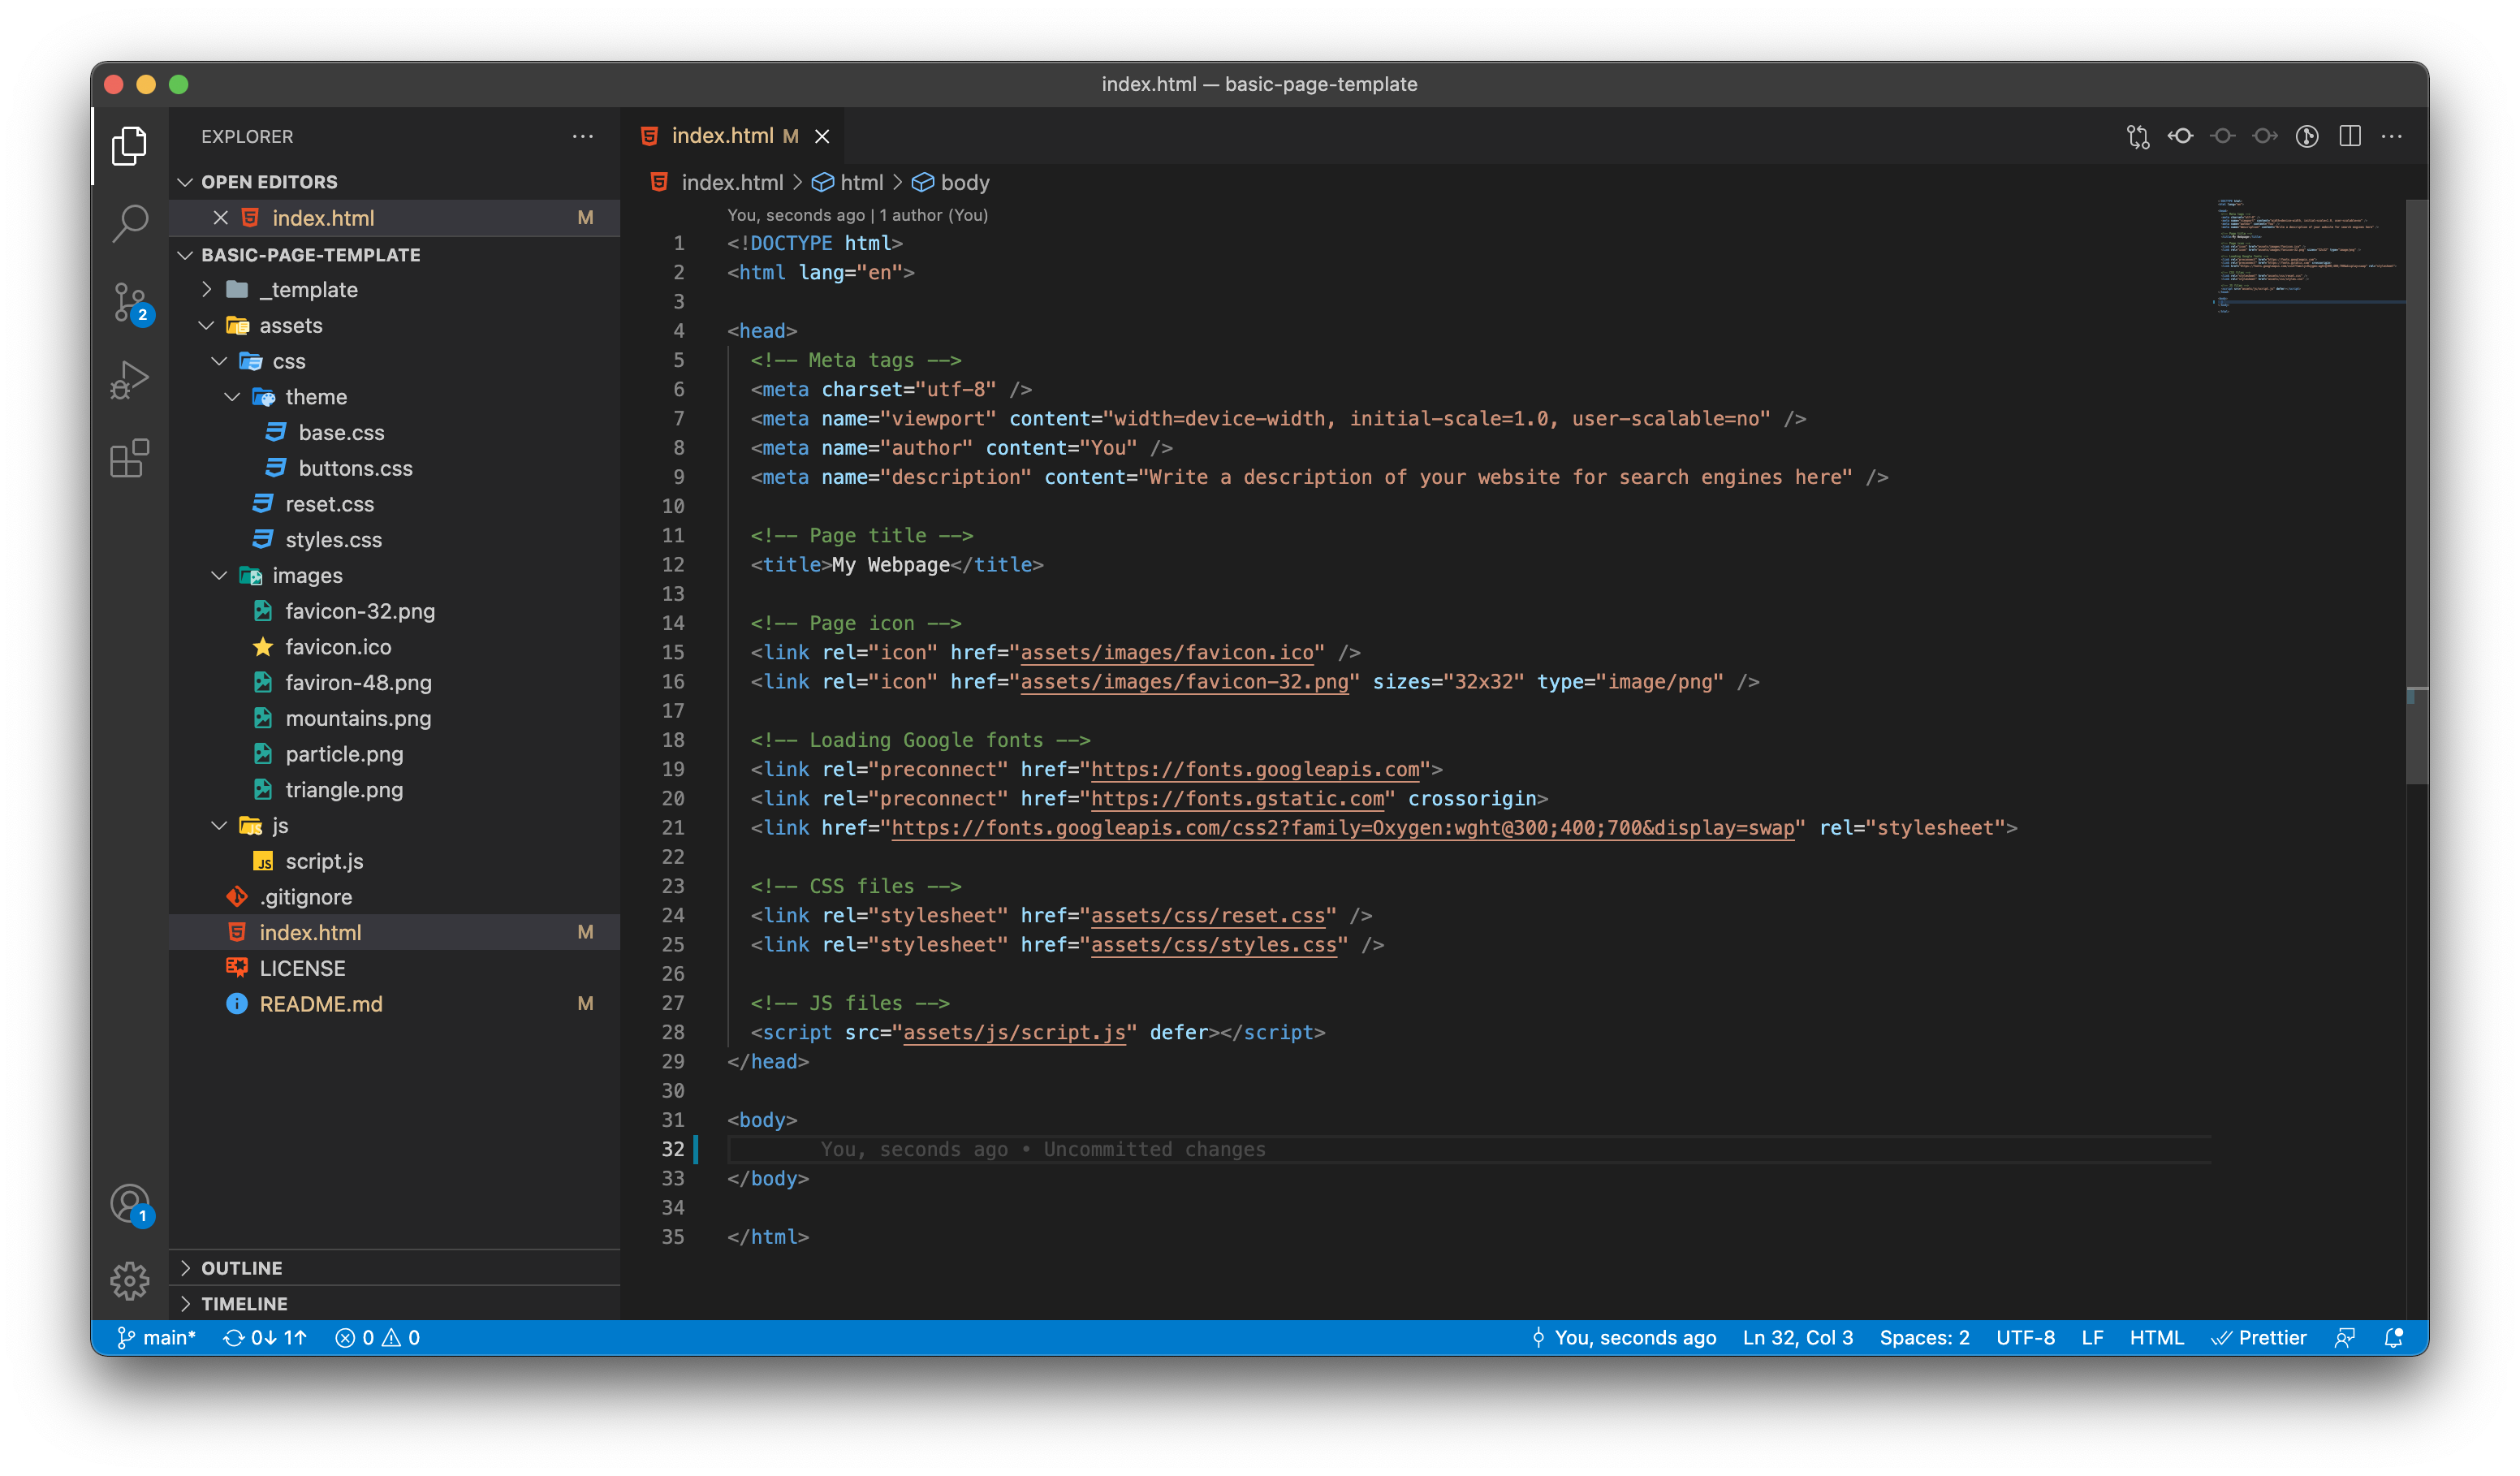 index.html — basic-page-template
EXPLORER
OPEN EDITORS
index.html M
BASIC-PAGE-TEMPLATE
_template
assets
css
theme
base.css
buttons.css
reset.css
styles.css
images
favicon-32.png
favicon.ico
faviron-48.png
mountains.png
particle.png
triangle.png
js
script.js
.gitignore
index.html M
LICENSE
README.md M
OUTLINE
TIMELINE
2
1
index.html M
index.html > html > body
You, seconds ago | 1 author (You)
1 <!DOCTYPE html>
2 <html lang="en">
3
4 <head>
5 <!-- Meta tags -->
6 <meta charset="utf-8" />
7 <meta name="viewport" content="width=device-width, initial-scale=1.0, user-scalable=no" />
8 <meta name="author" content="You" />
9 <meta name="description" content="Write a description of your website for search engines here" />
10
11 <!-- Page title -->
12 <title>My Webpage</title>
13
14 <!-- Page icon -->
15 <link rel="icon" href="assets/images/favicon.ico" />
16 <link rel="icon" href="assets/images/favicon-32.png" sizes="32x32" type="image/png" />
17
18 <!-- Loading Google fonts -->
19 <link rel="preconnect" href="https://fonts.googleapis.com">
20 <link rel="preconnect" href="https://fonts.gstatic.com" crossorigin>
21 <link href="https://fonts.googleapis.com/css2?family=Oxygen:wght@300;400;700&display=swap" rel="stylesheet">
22
23 <!-- CSS files -->
24 <link rel="stylesheet" href="assets/css/reset.css" />
25 <link rel="stylesheet" href="assets/css/styles.css" />
26
27 <!-- JS files -->
28 <script src="assets/js/script.js" defer></script>
29 </head>
30
31 <body>
32 You, seconds ago • Uncommitted changes
33 </body>
34
35 </html>
main* 0↓ 1↑ 0 0 You, seconds ago Ln 32, Col 3 Spaces: 2 UTF-8 LF HTML Prettier